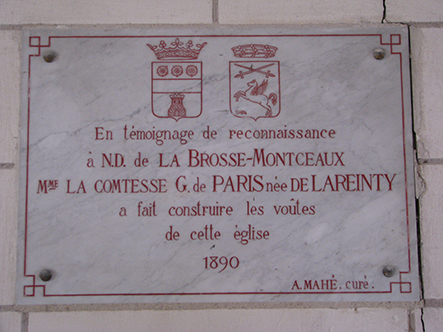 En témoignage de reconnaissance
à N.D. de LA BROSSE-MONTCEAUX
MME LA COMTESSE G. de PARIS née DE LAREINTY
a fait construire les voûtes
de cette église
1890
A. MAHÉ. curé.